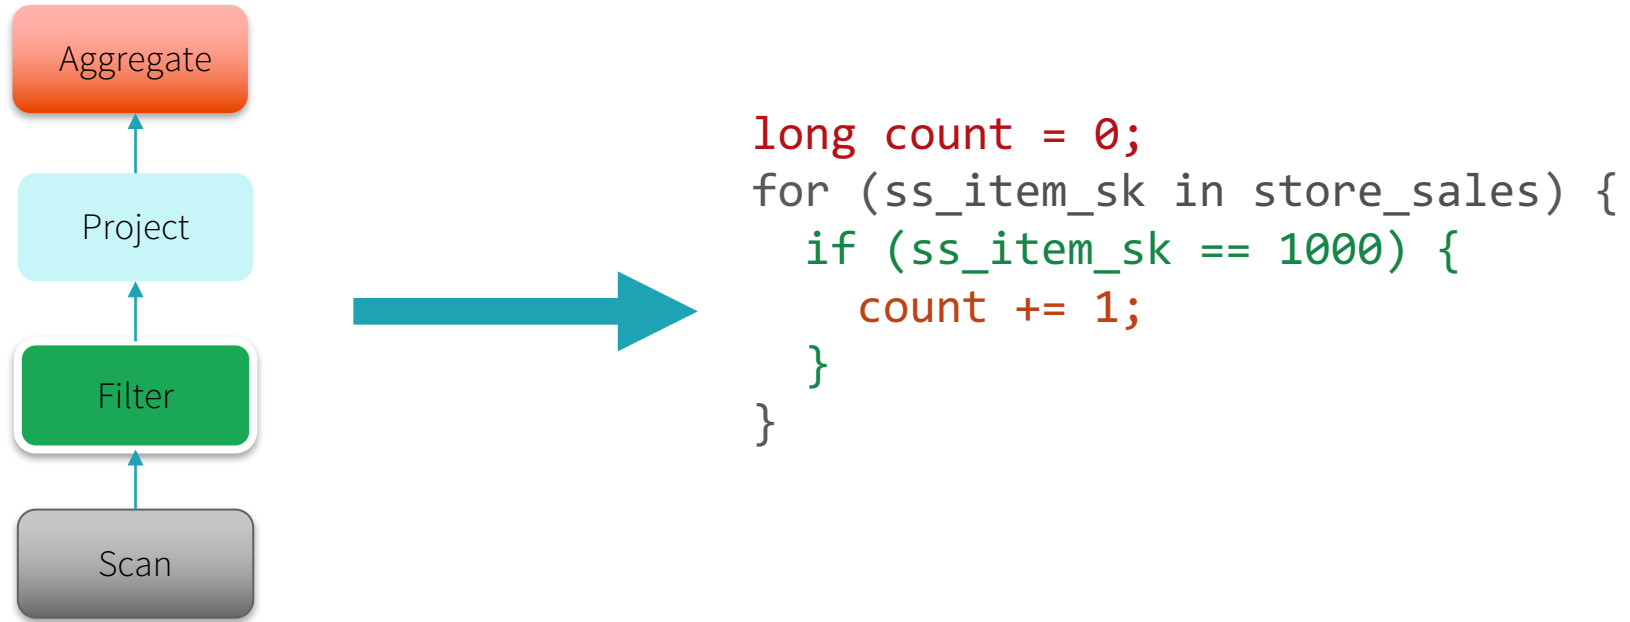 Aggregate
Project
Filter
Scan
long count = 0;
for (ss_item_sk in store_sales) {
  if (ss_item_sk == 1000) {
    count += 1;
  }
}